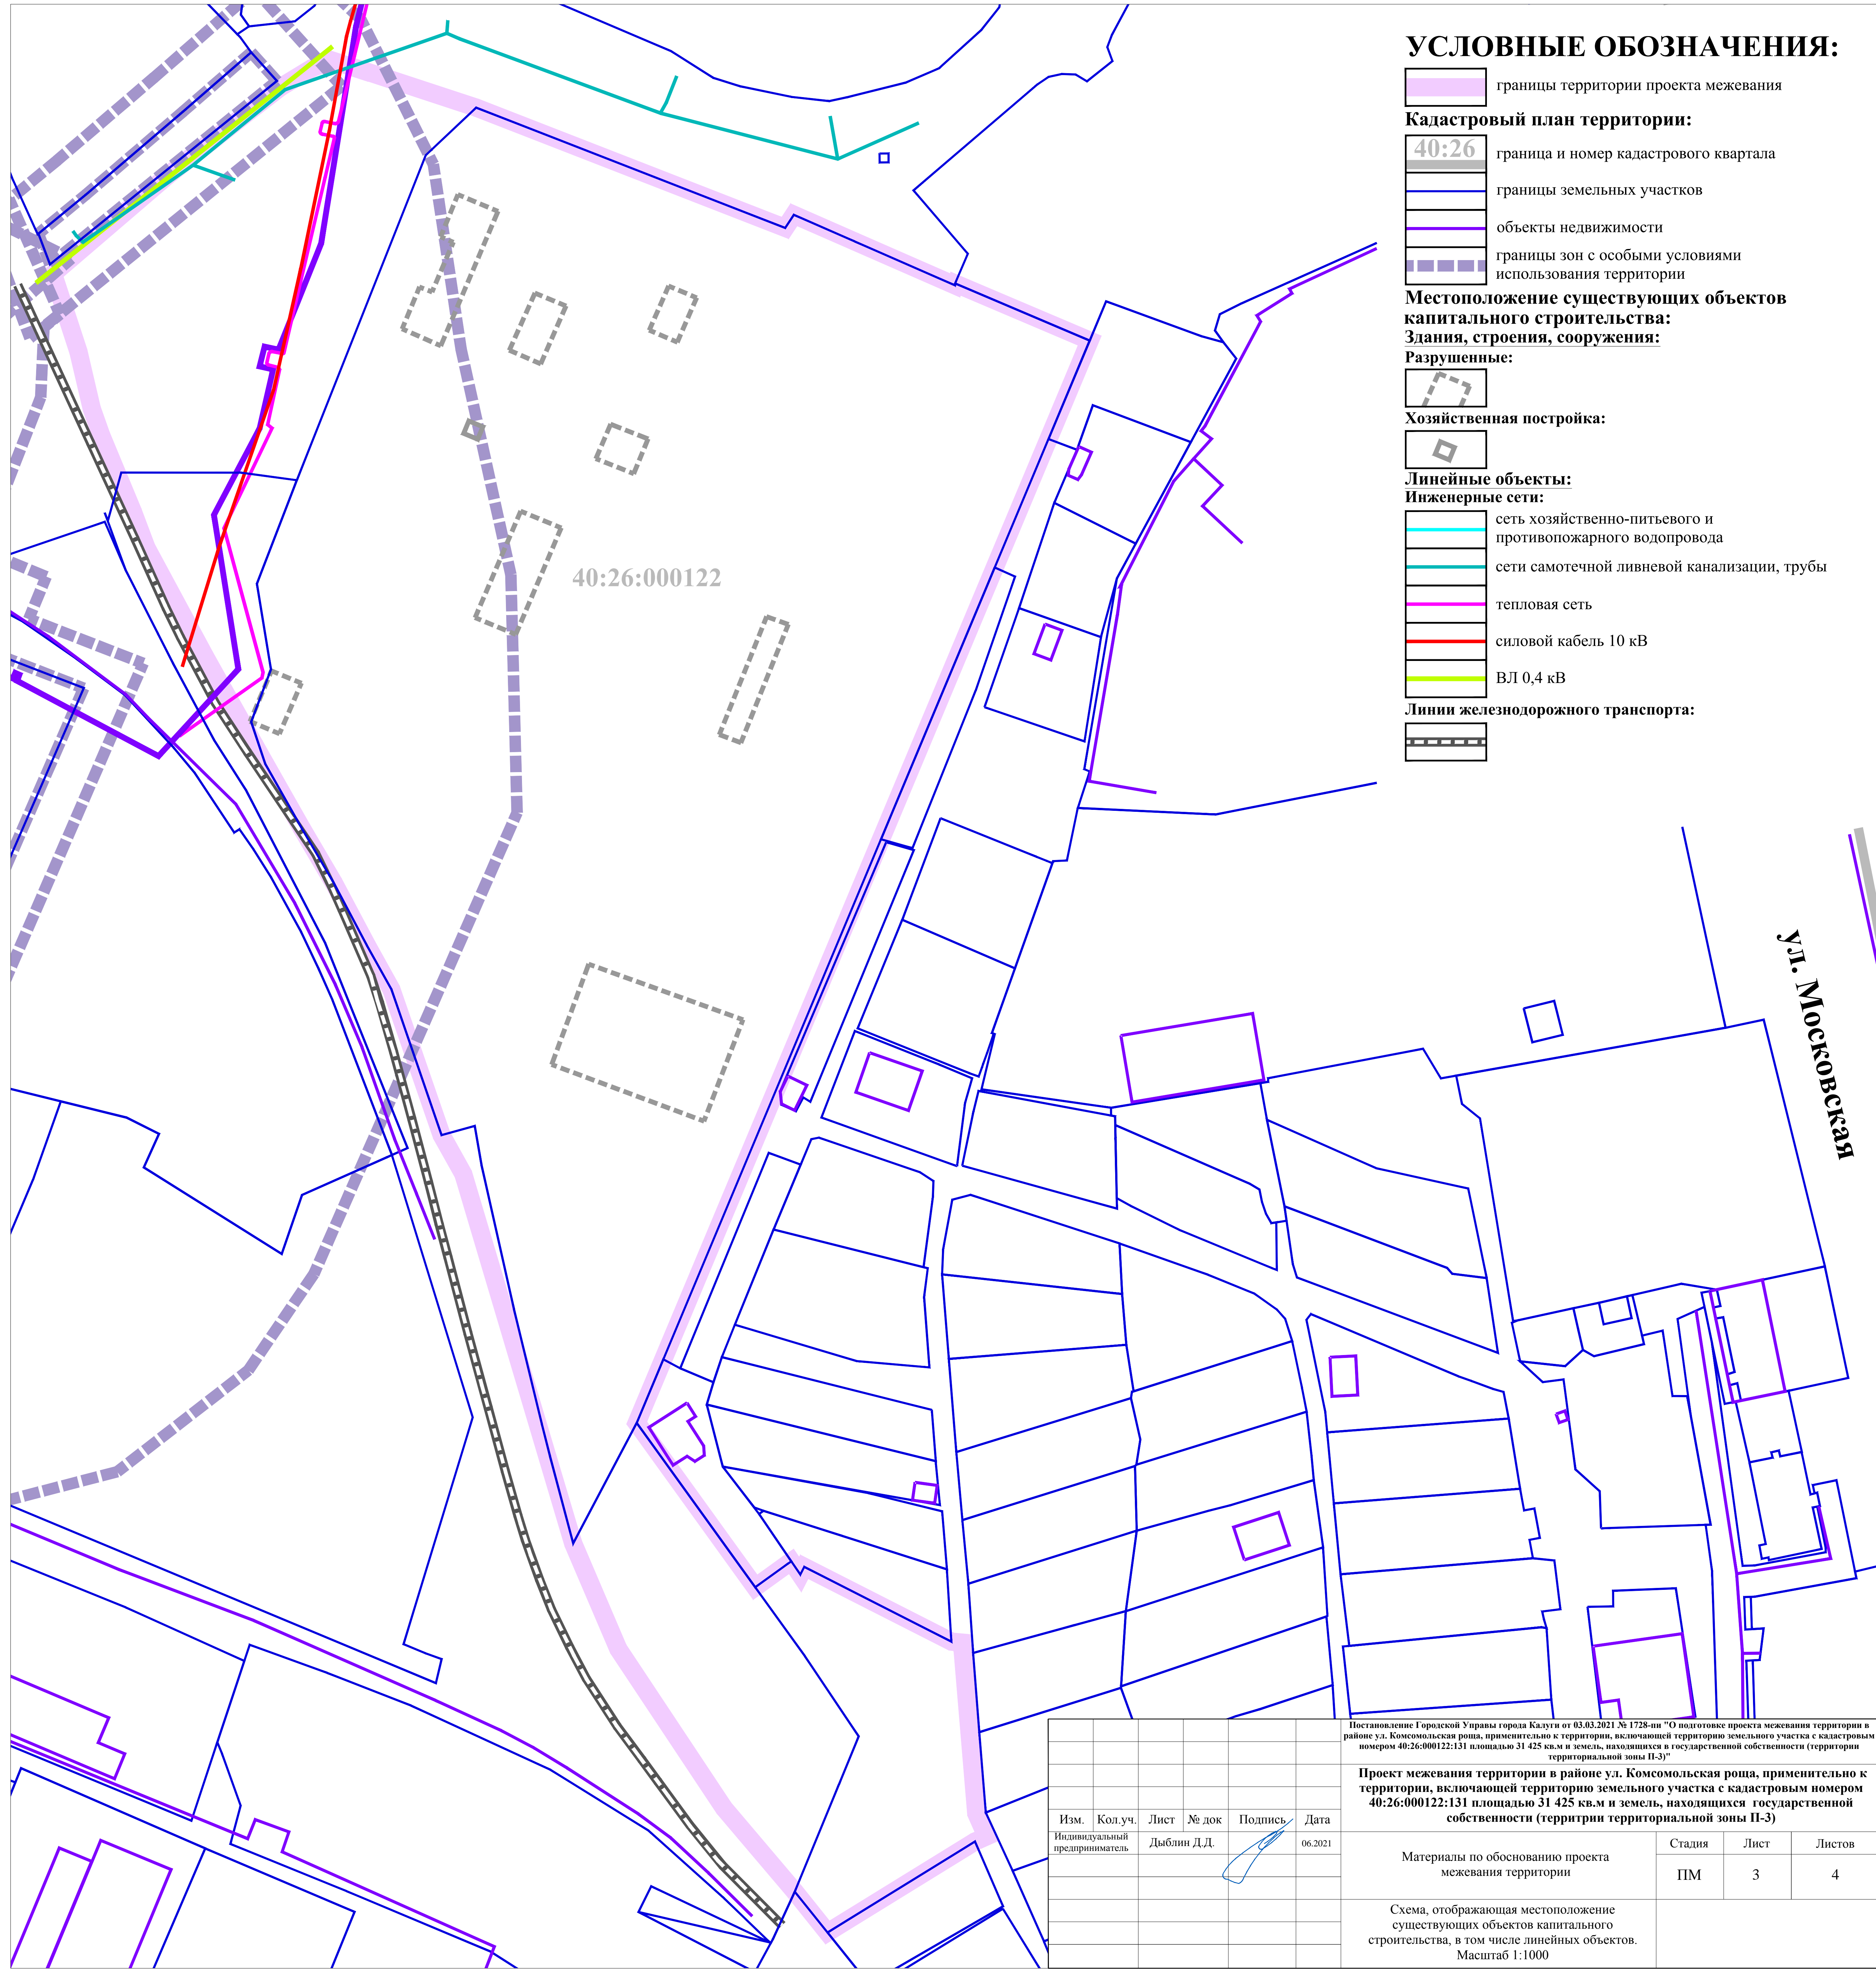 УСЛОВНЫЕ ОБОЗНАЧЕНИЯ:
границы территории проекта межевания
Кадастровый план территории:
40:26
граница и номер кадастрового квартала
границы земельных участков
объекты недвижимости
границы зон с особыми условиями
использования территории
Местоположение существующих объектов
капитального строительства:
Здания, строения, сооружения:
Разрушенные:
Хозяйственная постройка:
Линейные объекты:
Инженерные сети:
сеть хозяйственно-питьевого и
противопожарного водопровода
сети самотечной ливневой канализации, трубы
тепловая сеть
силовой кабель 10 кВ
ВЛ 0,4 кВ
Линии железнодорожного транспорта:
40:26:000122
ул. Московская
Постановление Городской Управы города Калуги от 03.03.2021 № 1728-пи "О подготовке проекта межевания территории в
районе ул. Комсомольская роща, применительно к территории, включающей территорию земельного участка с кадастровым
номером 40:26:000122:131 площадью 31 425 кв.м и земель, находящихся в государственной собственности (территории
территориальной зоны П-3)"
Проект межевания территории в районе ул. Комсомольская роща, применительно к
территории, включающей территорию земельного участка с кадастровым номером
40:26:000122:131 площадью 31 425 кв.м и земель, находящихся государственной
собственности (территрии территориальной зоны П-3)
Изм. Кол.уч. Лист № док Подпись Дата
Индивидуальный
предприниматель
Дыблин Д.Д.
06.2021
Материалы по обоснованию проекта
межевания территории
Стадия Лист Листов
ПМ 3 4
Схема, отображающая местоположение
существующих объектов капитального
строительства, в том числе линейных объектов.
Масштаб 1:1000